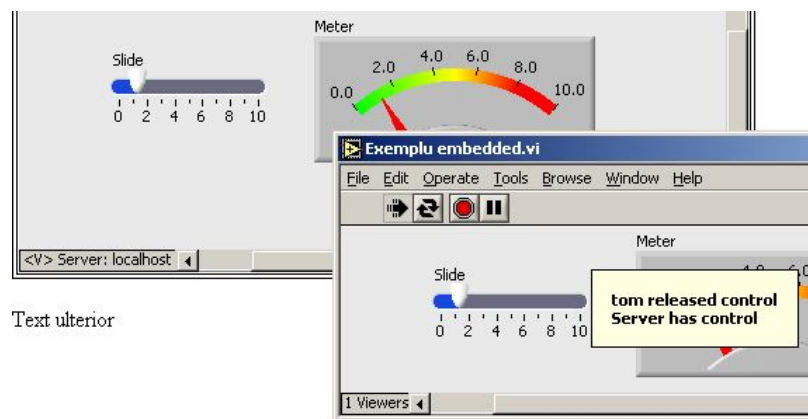 Meter
Slide
0.0 2.0 4.0 6.0 8.0 10.0
0 2 4 6 8 10
Exemplu embedded.vi
File Edit Operate Tools Browse Window Help
<V> Server: localhost
Meter
Slide
0 2 4 6 8 10
tom released control
Server has control
Text ulterior
1 Viewers